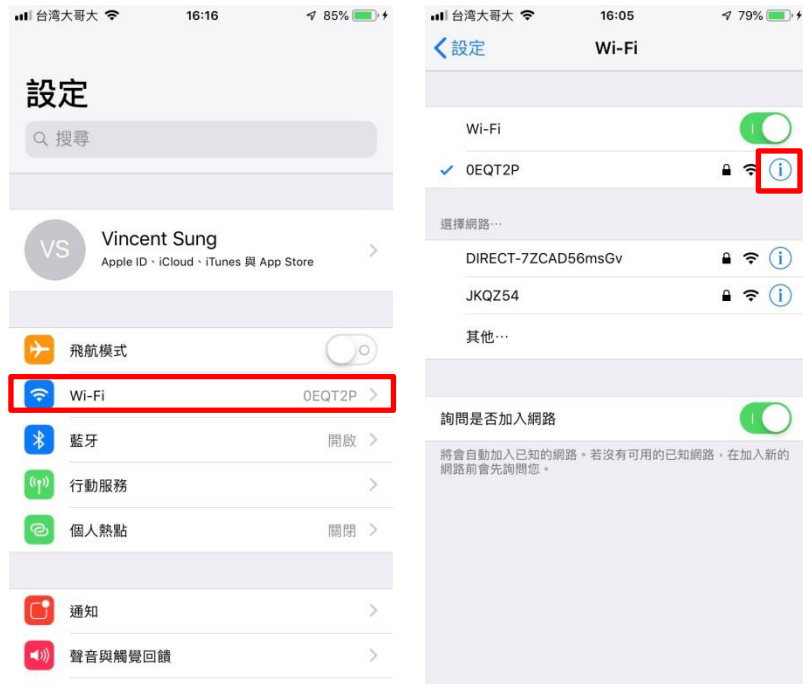 台湾大哥大 16:16 85%
設定
搜尋
VS
Vincent Sung
Apple ID、iCloud、iTunes 與 App Store
飛航模式
Wi-Fi 0EQT2P
藍牙 開啟
行動服務
個人熱點 關閉
通知
聲音與觸覺回饋
台湾大哥大 16:05 79%
設定 Wi-Fi
Wi-Fi
0EQT2P
選擇網路⋯
DIRECT-7ZCAD56msGv
JKQZ54
其他⋯
詢問是否加入網路
將會自動加入已知的網路。若沒有可用的已知網路，在加入新的
網路前會先詢問您。